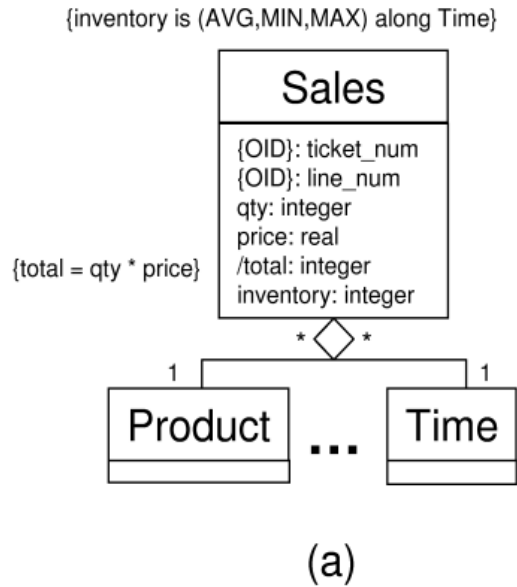 {inventory is (AVG,MIN,MAX) along Time}
Sales
{OID}: ticket_num
{OID}: line_num
qty: integer
price: real
{total = qty * price}
/total: integer
inventory: integer
* *
1 1
Product ... Time
(a)